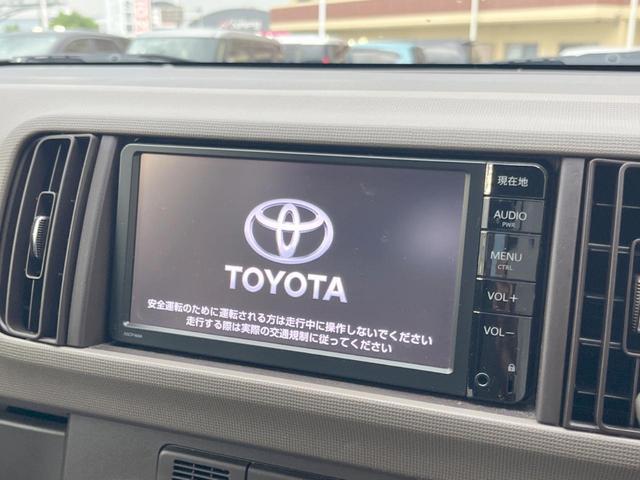 TOYOTA
安全運転のために運転される方は走行中に操作しないでください
走行する際は実際の交通規制に従ってください
現在地
AUDIO
PWR
MENU
CTRL
VOL+
VOL−